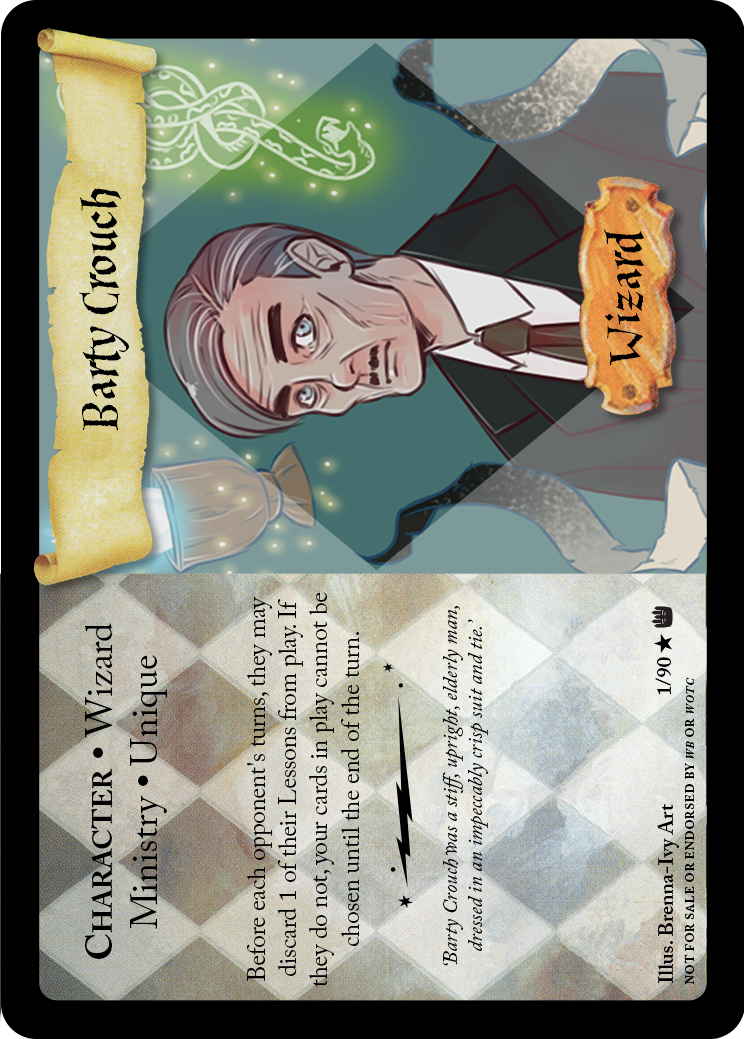 Barty Crouch
Wizard
CHARACTER • Wizard
Ministry • Unique
Before each opponent's turns, they may
discard 1 of their Lessons from play. If
they do not, your cards in play cannot be
chosen until the end of the turn.
‘Barty Crouch was a stiff, upright, elderly man,
dressed in an impeccably crisp suit and tie.’
Illus. Brenna-Ivy Art 1/90 ★
NOT FOR SALE OR ENDORSED BY WB OR WOTC